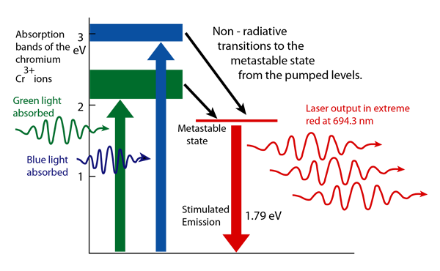 Absorption
bands of the
chromium
3+
Cr ions
3
eV
2
1
Green light
absorbed
Blue light
absorbed
Non - radiative
transitions to the
metastable state
from the pumped levels.
Metastable
state
Stimulated
Emission
1.79 eV
Laser output in extreme
red at 694.3 nm